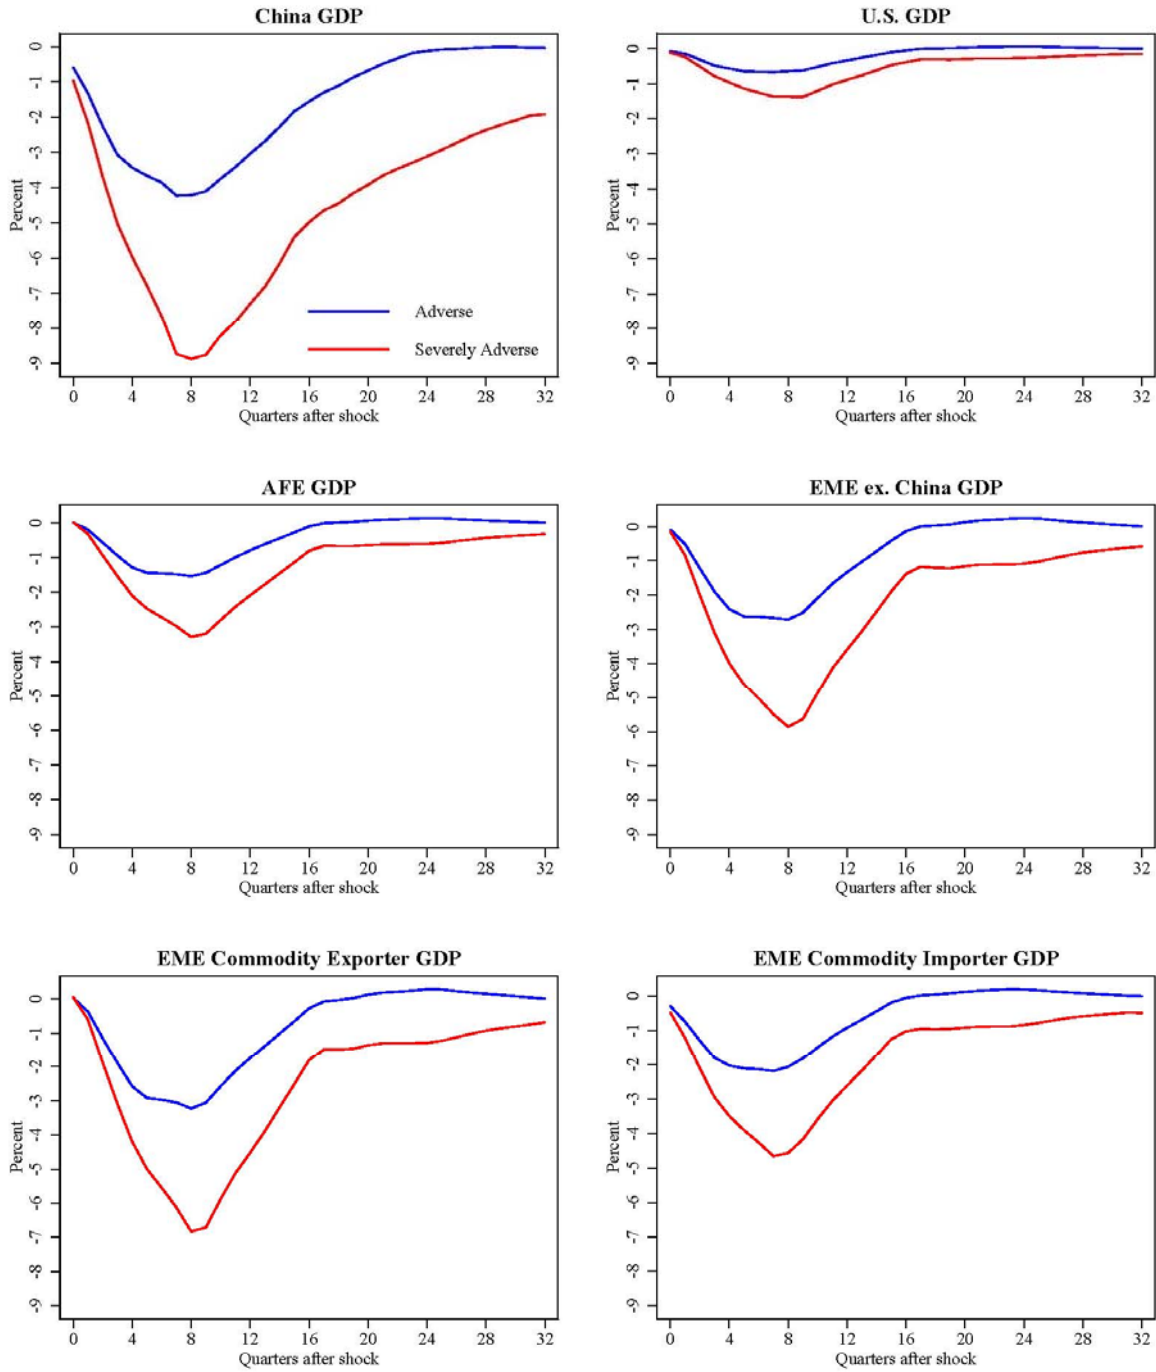 China GDP
Percent
0
-1
-2
-3
-4
-5
-6
-7
-8
-9
Adverse
Severely Adverse
0 4 8 12 16 20 24 28 32
Quarters after shock
U.S. GDP
Percent
0
-1
-2
-3
-4
-5
-6
-7
-8
-9
0 4 8 12 16 20 24 28 32
Quarters after shock
AFE GDP
Percent
0
-1
-2
-3
-4
-5
-6
-7
-8
-9
0 4 8 12 16 20 24 28 32
Quarters after shock
EME ex. China GDP
Percent
0
-1
-2
-3
-4
-5
-6
-7
-8
-9
0 4 8 12 16 20 24 28 32
Quarters after shock
EME Commodity Exporter GDP
Percent
0
-1
-2
-3
-4
-5
-6
-7
-8
-9
0 4 8 12 16 20 24 28 32
Quarters after shock
EME Commodity Importer GDP
Percent
0
-1
-2
-3
-4
-5
-6
-7
-8
-9
0 4 8 12 16 20 24 28 32
Quarters after shock